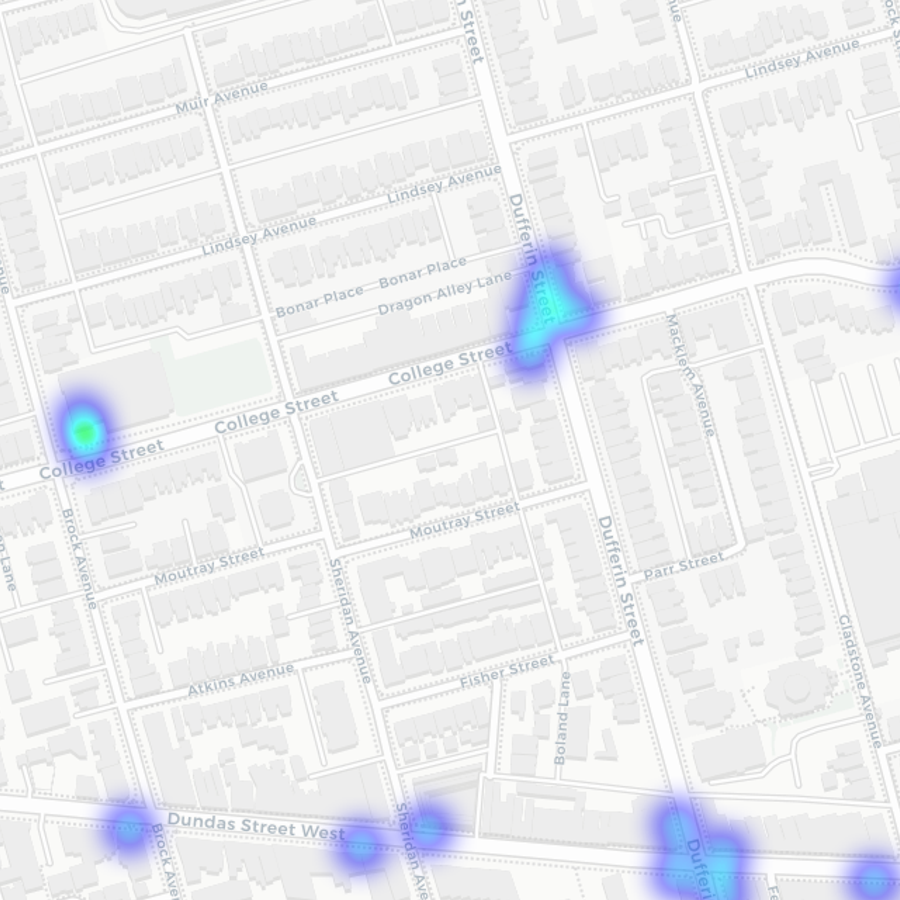 Muir Avenue
Lindsey Avenue
Lindsey Avenue
Lindsey Avenue
Dufferin Street
Bonar Place
Bonar Place
Dragon Alley Lane
College Street
College Street
College Street
Macklem Avenue
Brock Avenue
Moutray Street
Moutray Street
Dufferin Street
Parr Street
Sheridan Avenue
Gladstone Avenue
Atkins Avenue
Fisher Street
Boland Lane
Dundas Street West